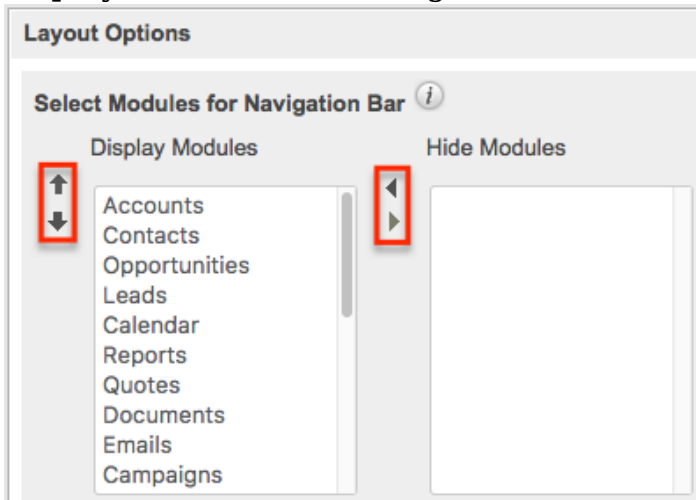 Layout Options
Select Modules for Navigation Bar i
Display Modules
Hide Modules
Accounts
Contacts
Opportunities
Leads
Calendar
Reports
Quotes
Documents
Emails
Campaigns